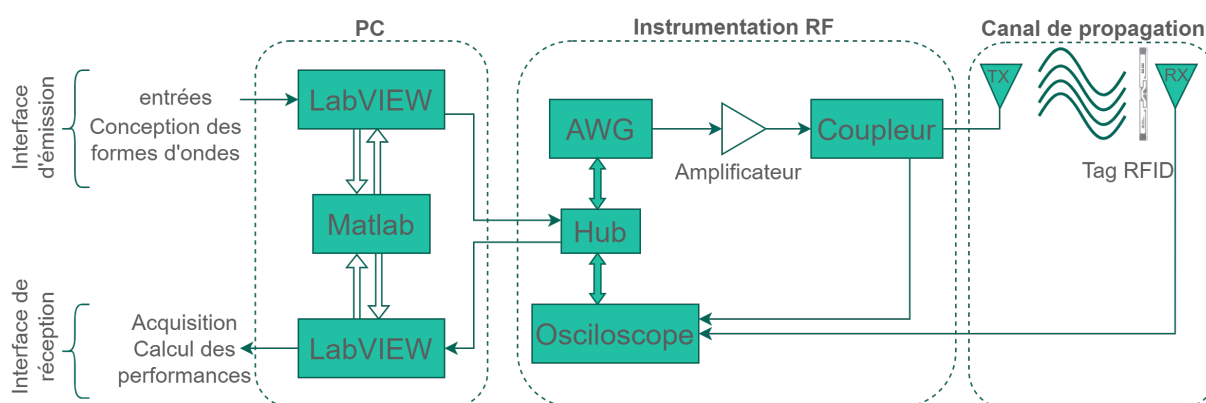 PC
Instrumentation RF
Canal de propagation
Interface
d'émission
entrées
Conception des
formes d'ondes
LabVIEW
Matlab
LabVIEW
Interface de
réception
Acquisition
Calcul des
performances
AWG
Amplificateur
Coupleur
Hub
Osciloscope
TX
RX
Tag RFID